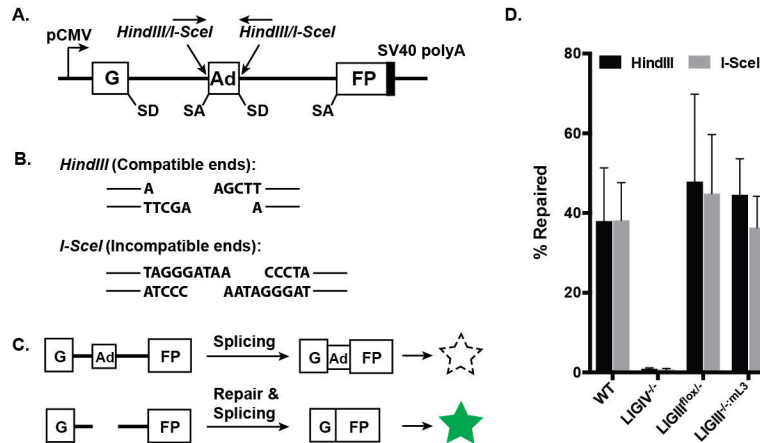 A.
HindIII/I-SceI HindIII/I-SceI
pCMV
SV40 polyA
G Ad FP
SD SA SD SA
B.
HindIII (Compatible ends):
A AGCTT
TTCGA A
I-SceI (Incompatible ends):
TAGGGATAA CCCTA
ATCCC AATAGGGAT
C.
G Ad FP Splicing G Ad FP
G FP Repair & Splicing G FP
D.
HindIII I-SceI
% Repaired
80
60
40
20
0
WT
LIGIV-/-
LIGIIIflox/-
LIGIII-/-:mL3